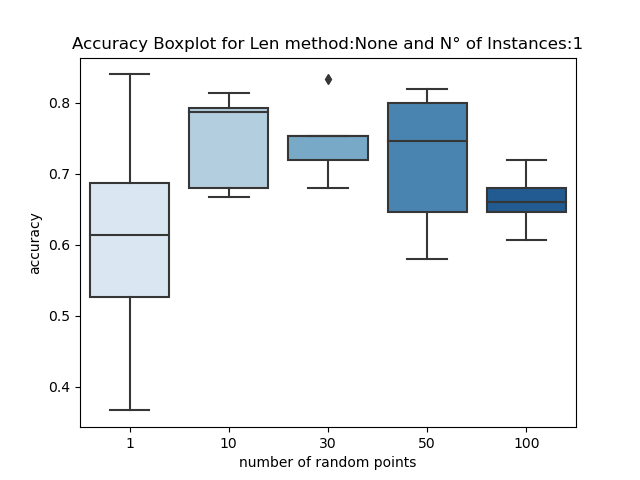 Accuracy Boxplot for Len method:None and N° of Instances:1
accuracy
0.8
0.7
0.6
0.5
0.4
1 10 30 50 100
number of random points